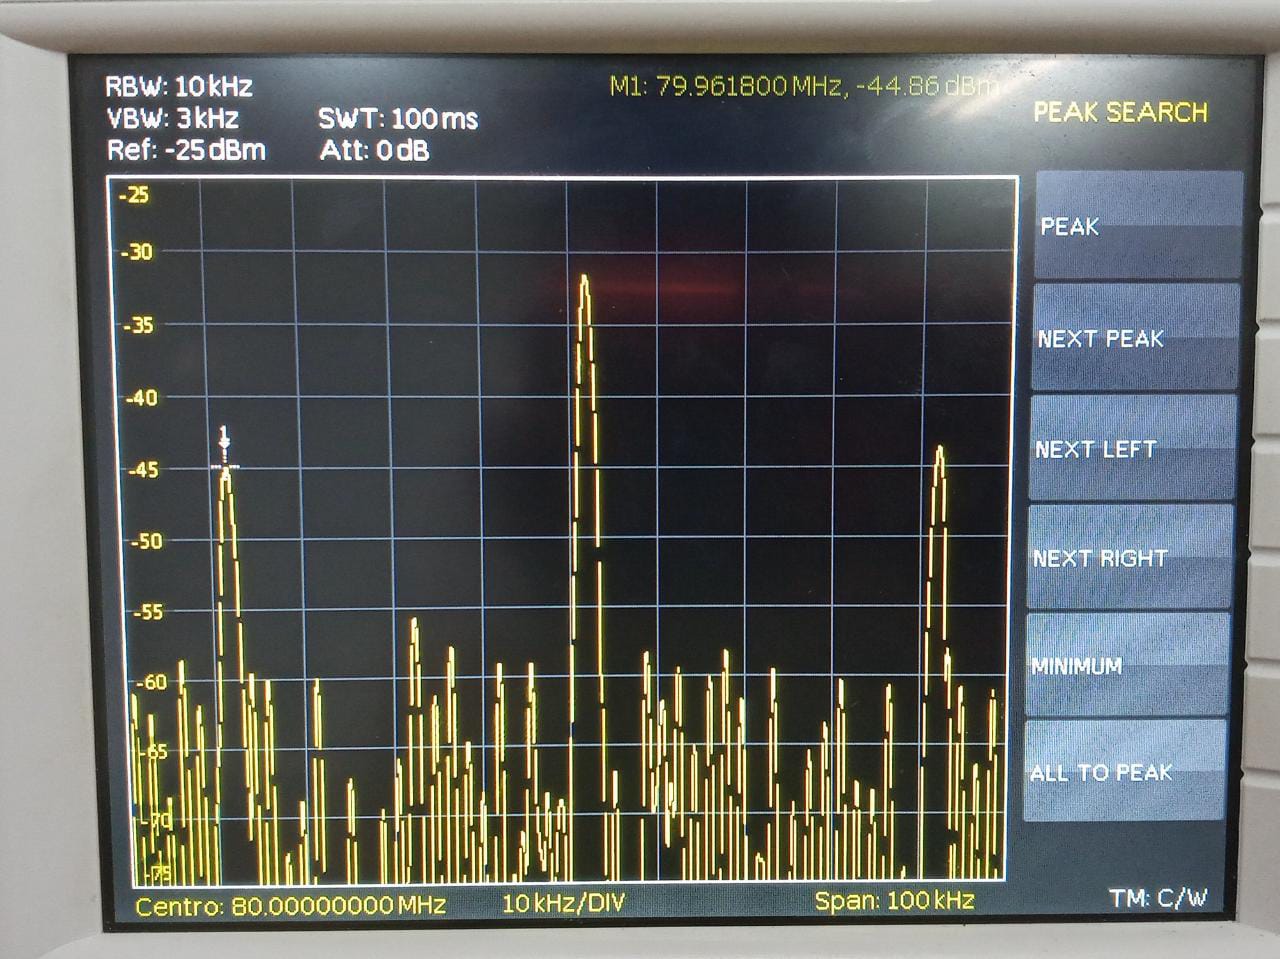 RBW: 10 kHz
M1: 79.961800 MHz, -44.86 dBm
VBW: 3 kHz SWT: 100 ms
PEAK SEARCH
Ref: -25 dBm Att: 0 dB
-25
PEAK
-30
-35
NEXT PEAK
-40
1
NEXT LEFT
-45
-50
NEXT RIGHT
-55
-60
MINIMUM
-65
ALL TO PEAK
-70
-75
Centro: 80.00000000 MHz 10 kHz/DIV Span: 100 kHz
TM: C/W